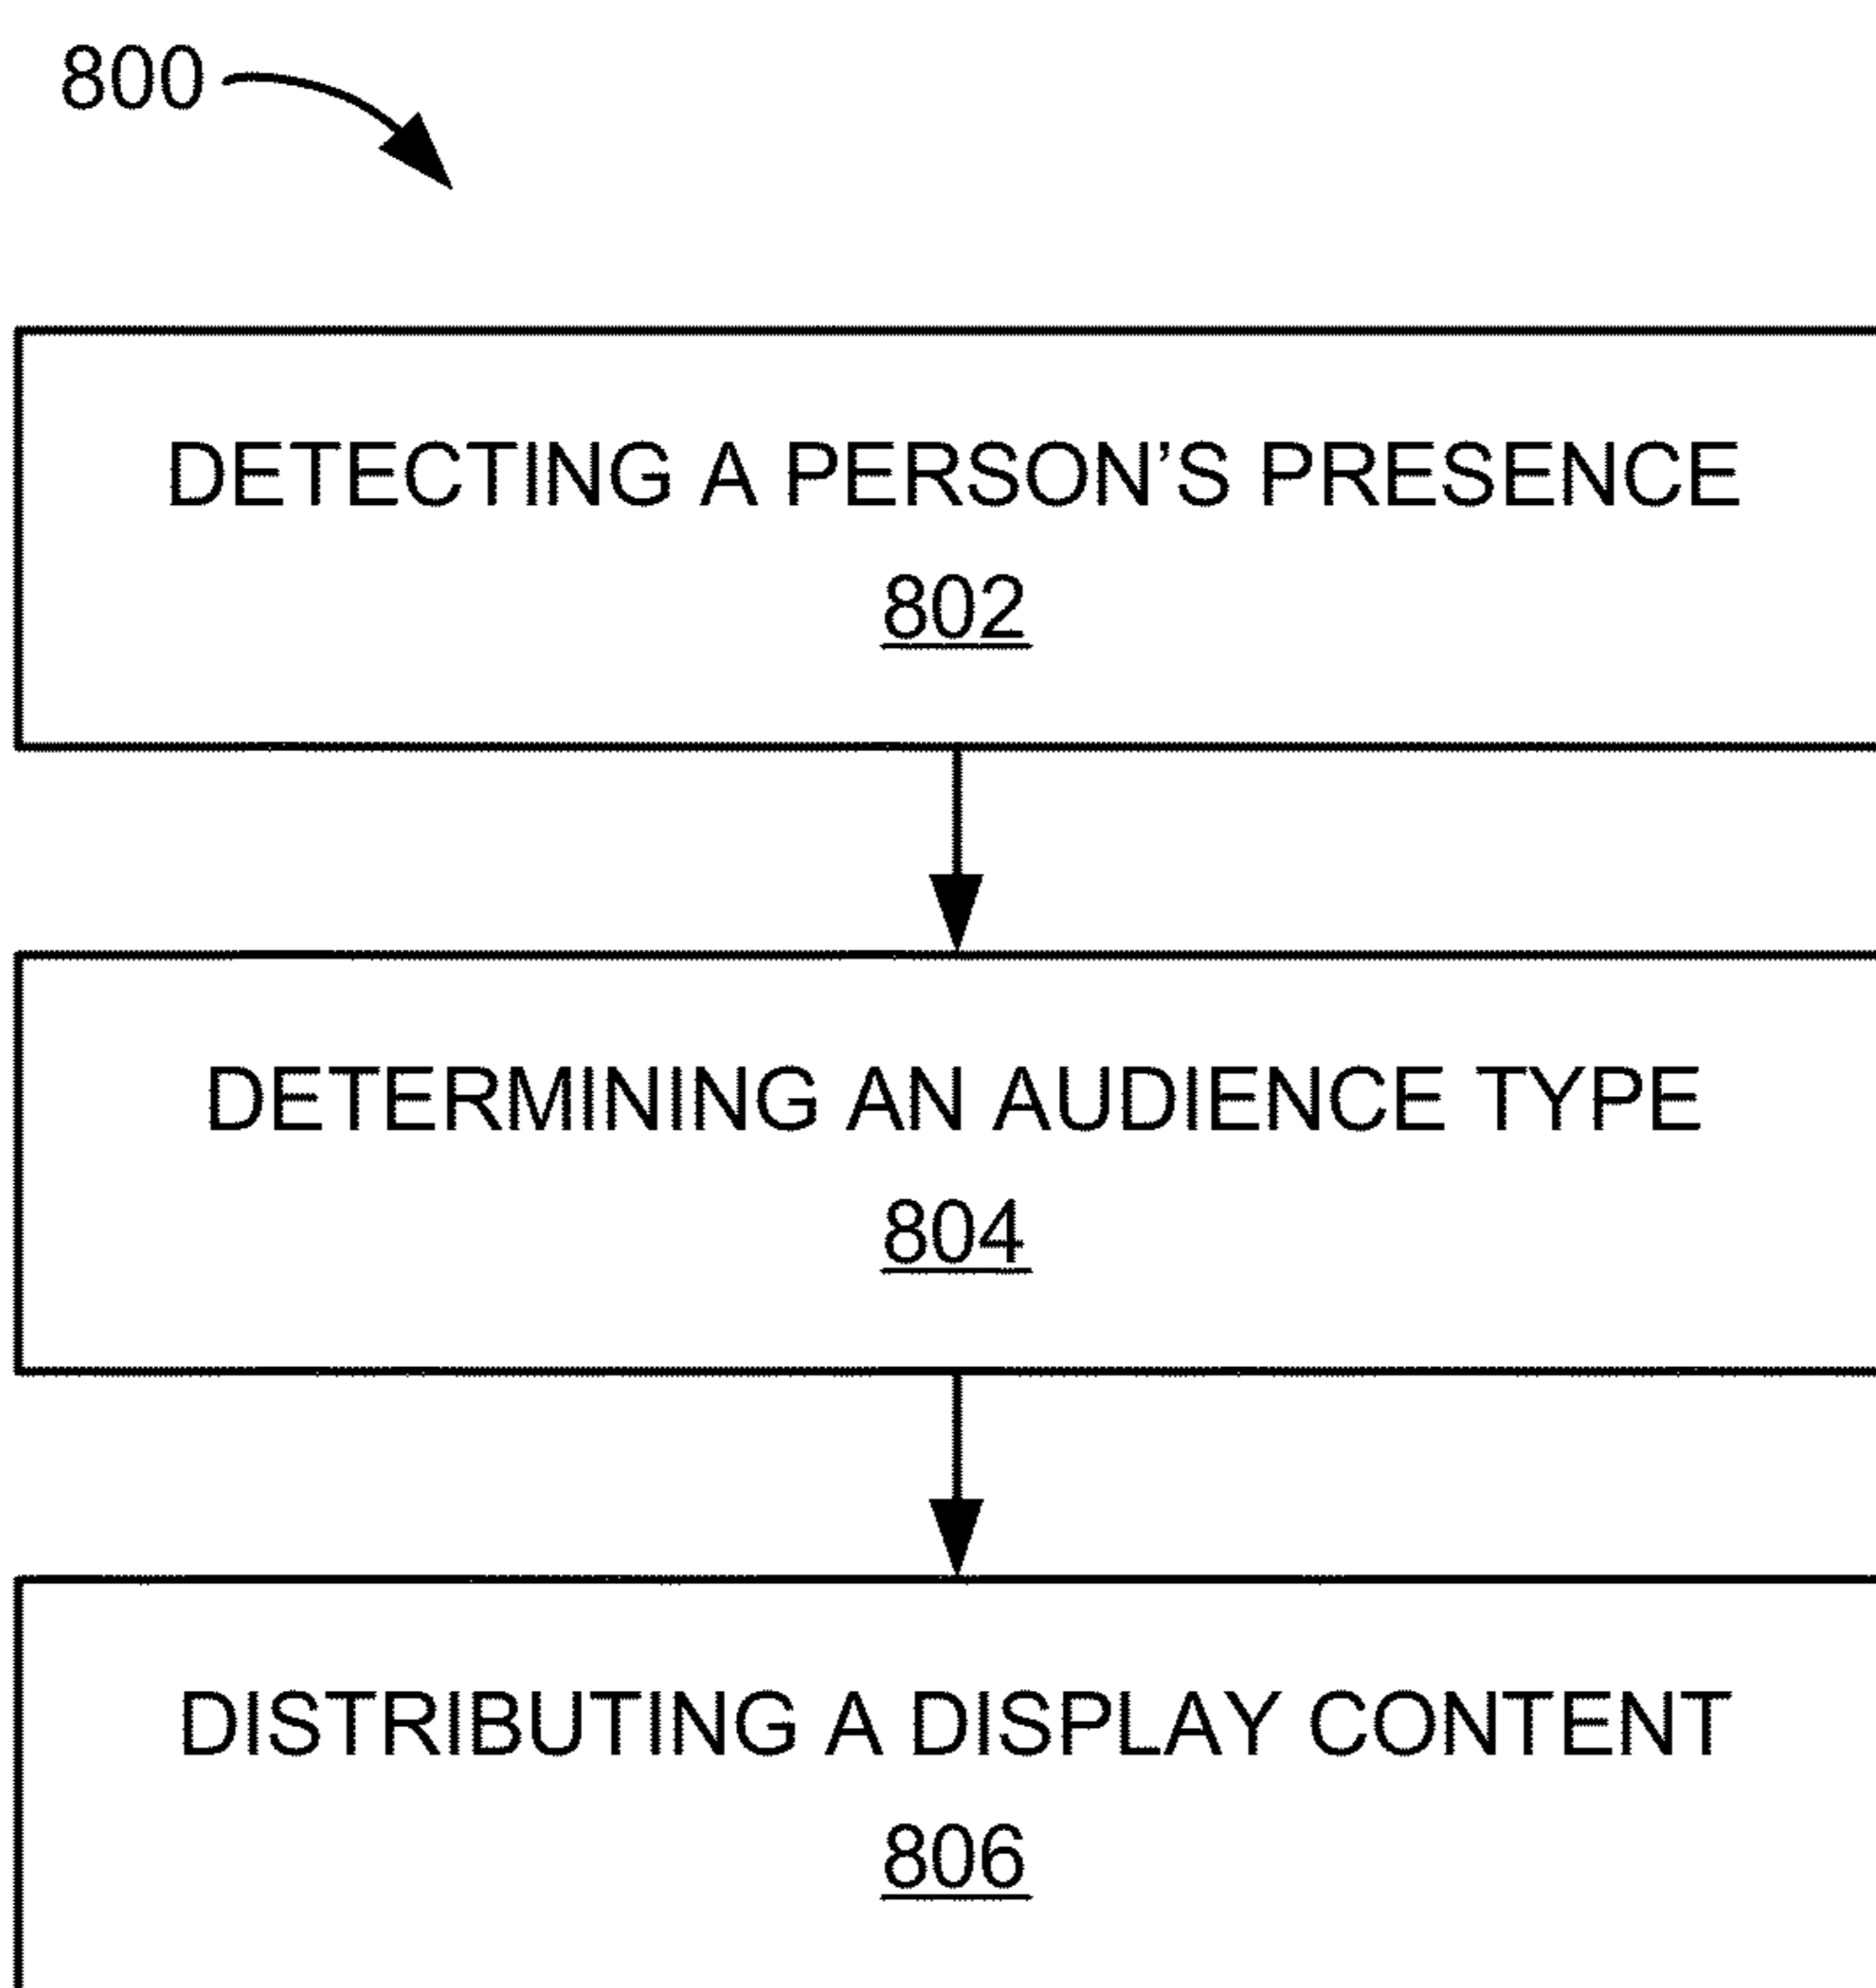 800
DETECTING A PERSON’S PRESENCE
802
DETERMINING AN AUDIENCE TYPE
804
DISTRIBUTING A DISPLAY CONTENT
806